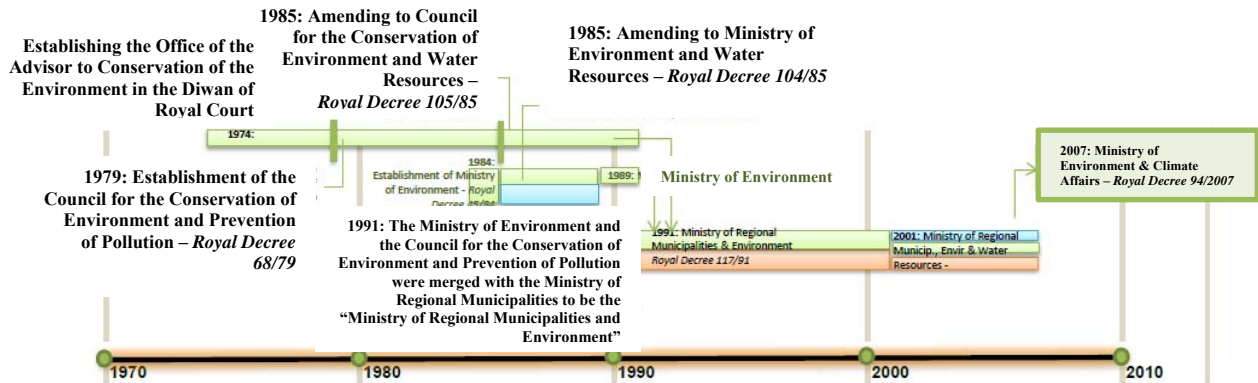 Establishing the Office of the
Advisor to Conservation of the
Environment in the Diwan of
Royal Court
1985: Amending to Council
for the Conservation of
Environment and Water
Resources –
Royal Decree 105/85
1985: Amending to Ministry of
Environment and Water
Resources – Royal Decree 104/85
1974:
1979: Establishment of the
Council for the Conservation of
Environment and Prevention
of Pollution – Royal Decree
68/79
1984:
Establishment of Ministry
of Environment - Royal
Decree 45/84
1989:
Ministry of Environment
1991: The Ministry of Environment and
the Council for the Conservation of
Environment and Prevention of Pollution
were merged with the Ministry of
Regional Municipalities to be the
“Ministry of Regional Municipalities and
Environment”
1991: Ministry of Regional
Municipalities & Environment
Royal Decree 117/91
2001: Ministry of Regional
Municip., Envir & Water
Resources -
2007: Ministry of
Environment & Climate
Affairs – Royal Decree 94/2007
1970
1980
1990
2000
2010